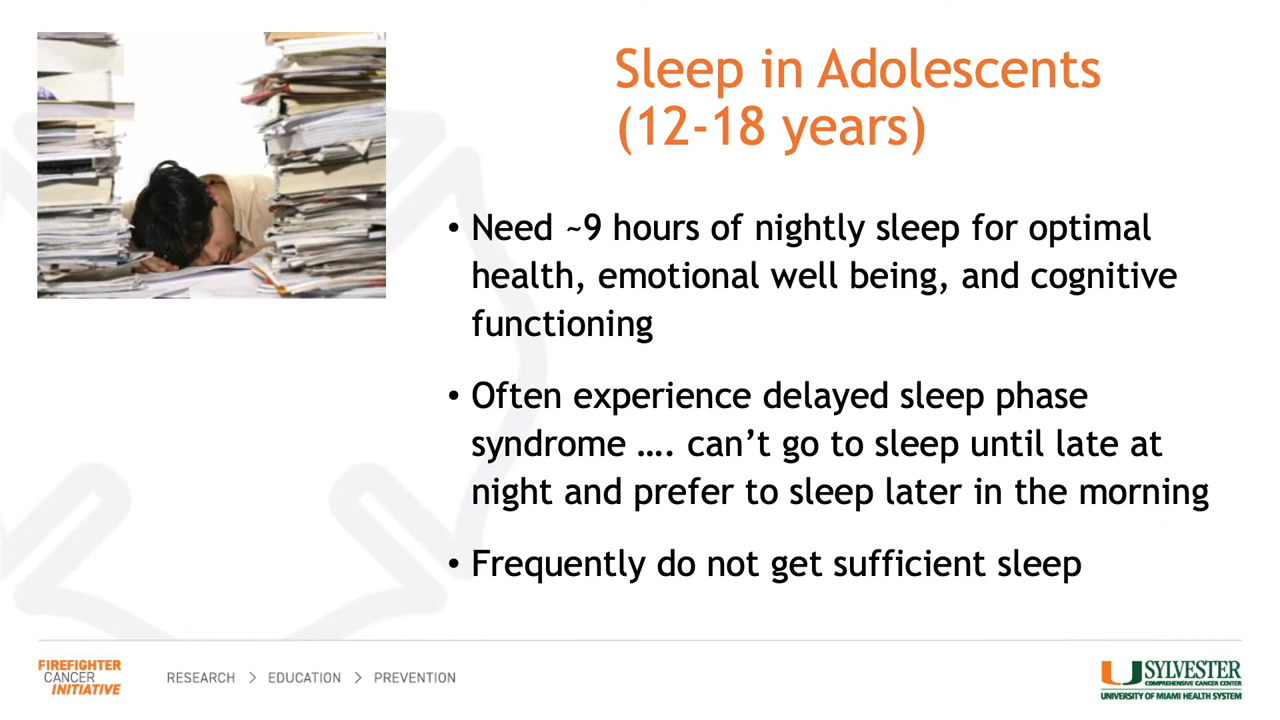 Sleep in Adolescents
(12-18 years)
• Need ~9 hours of nightly sleep for optimal
health, emotional well being, and cognitive
functioning
• Often experience delayed sleep phase
syndrome …. can’t go to sleep until late at
night and prefer to sleep later in the morning
• Frequently do not get sufficient sleep
FIREFIGHTER
CANCER
INITIATIVE
RESEARCH > EDUCATION > PREVENTION
SYLVESTER
COMPREHENSIVE CANCER CENTER
UNIVERSITY OF MIAMI HEALTH SYSTEM